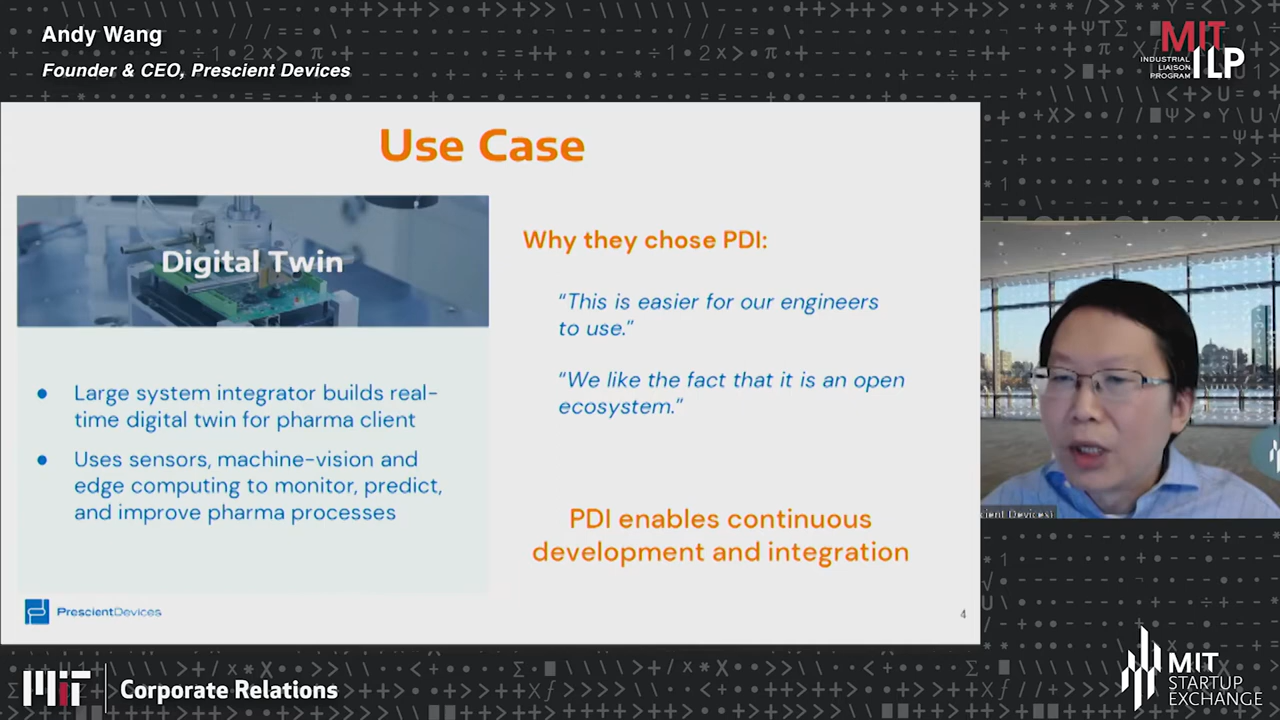 Andy Wang
Founder & CEO, Prescient Devices
MIT
INDUSTRIAL
LIAISON
PROGRAM
ILP
Use Case
Digital Twin
Why they chose PDI:
"This is easier for our engineers
to use."
"We like the fact that it is an open
ecosystem."
● Large system integrator builds real-
time digital twin for pharma client
● Uses sensors, machine-vision and
edge computing to monitor, predict,
and improve pharma processes
PDI enables continuous
development and integration
PrescientDevices
4
Devices)
MIT
Corporate Relations
MIT
STARTUP
EXCHANGE